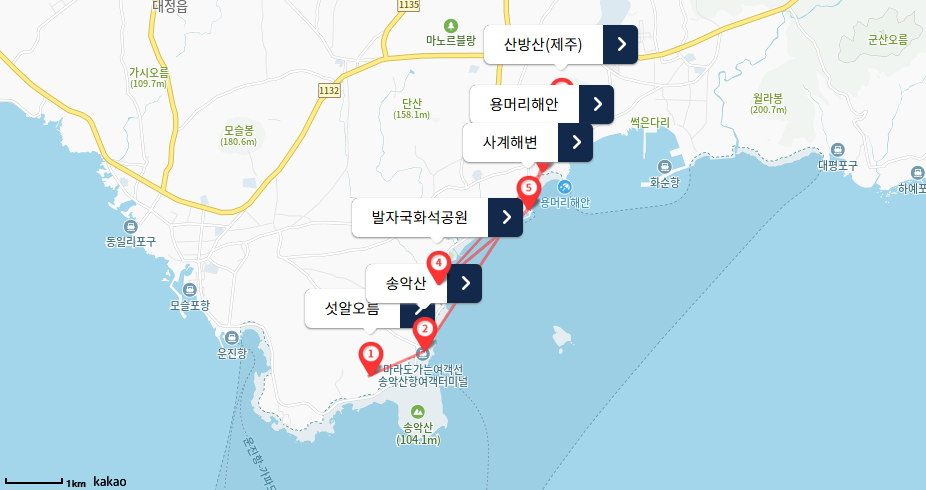 대정읍
1135
마노르블랑
산방산(제주)
군산오름
가시오름
(109.7m)
1132
단산
(158.1m)
용머리해안
월라봉
(200.7m)
모슬봉
(180.6m)
사계해변
썩은다리
대평포구
화순항
하예포
5
용머리해안
발자국화석공원
동일리포구
4
송악산
모슬포항
섯알오름
2
운진항
1
마라도가는여객선
송악산항여객터미널
송악산
(104.1m)
운진항-가파도
1km kakao